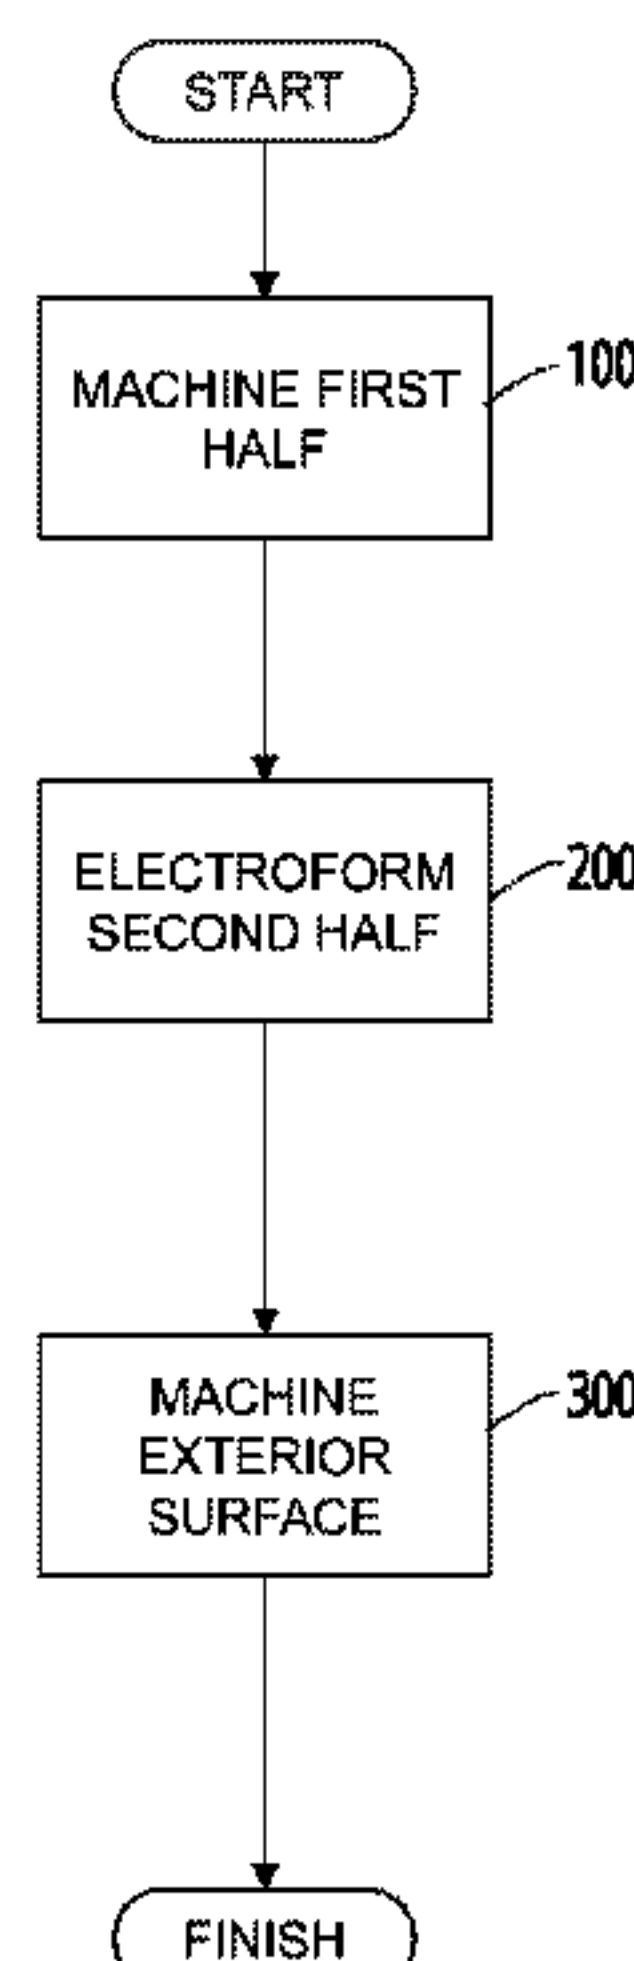 START
MACHINE FIRST
HALF
100
ELECTROFORM
SECOND HALF
200
MACHINE
EXTERIOR
SURFACE
300
FINISH